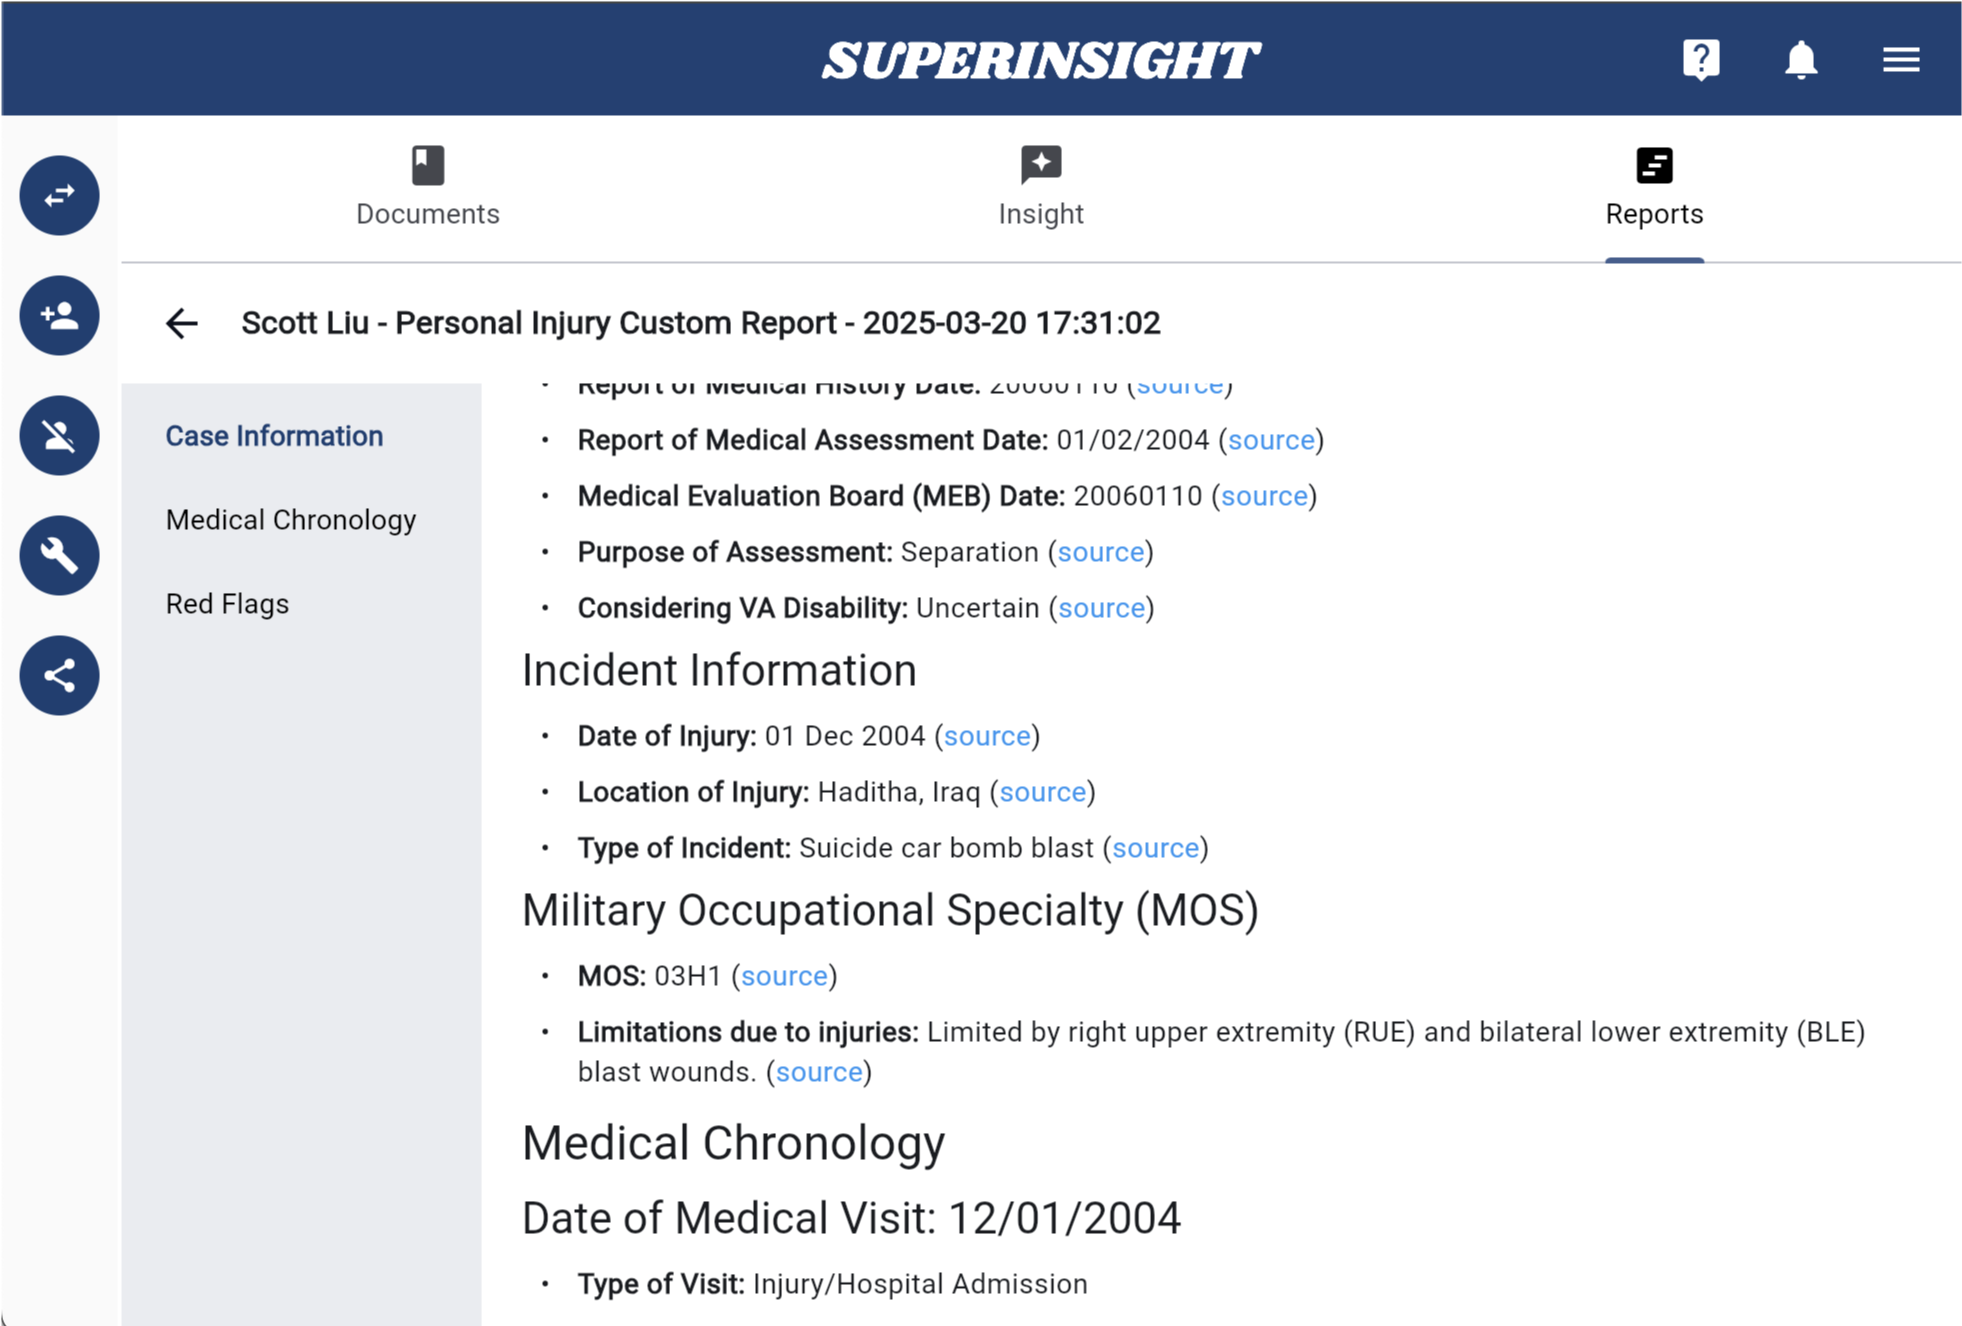 SUPERINSIGHT
Documents
Insight
Reports
Scott Liu - Personal Injury Custom Report - 2025-03-20 17:31:02
Case Information
Medical Chronology
Red Flags
• Report of Medical History Date: 20060110 (source)
• Report of Medical Assessment Date: 01/02/2004 (source)
• Medical Evaluation Board (MEB) Date: 20060110 (source)
• Purpose of Assessment: Separation (source)
• Considering VA Disability: Uncertain (source)
Incident Information
• Date of Injury: 01 Dec 2004 (source)
• Location of Injury: Haditha, Iraq (source)
• Type of Incident: Suicide car bomb blast (source)
Military Occupational Specialty (MOS)
• MOS: 03H1 (source)
• Limitations due to injuries: Limited by right upper extremity (RUE) and bilateral lower extremity (BLE)
blast wounds. (source)
Medical Chronology
Date of Medical Visit: 12/01/2004
• Type of Visit: Injury/Hospital Admission